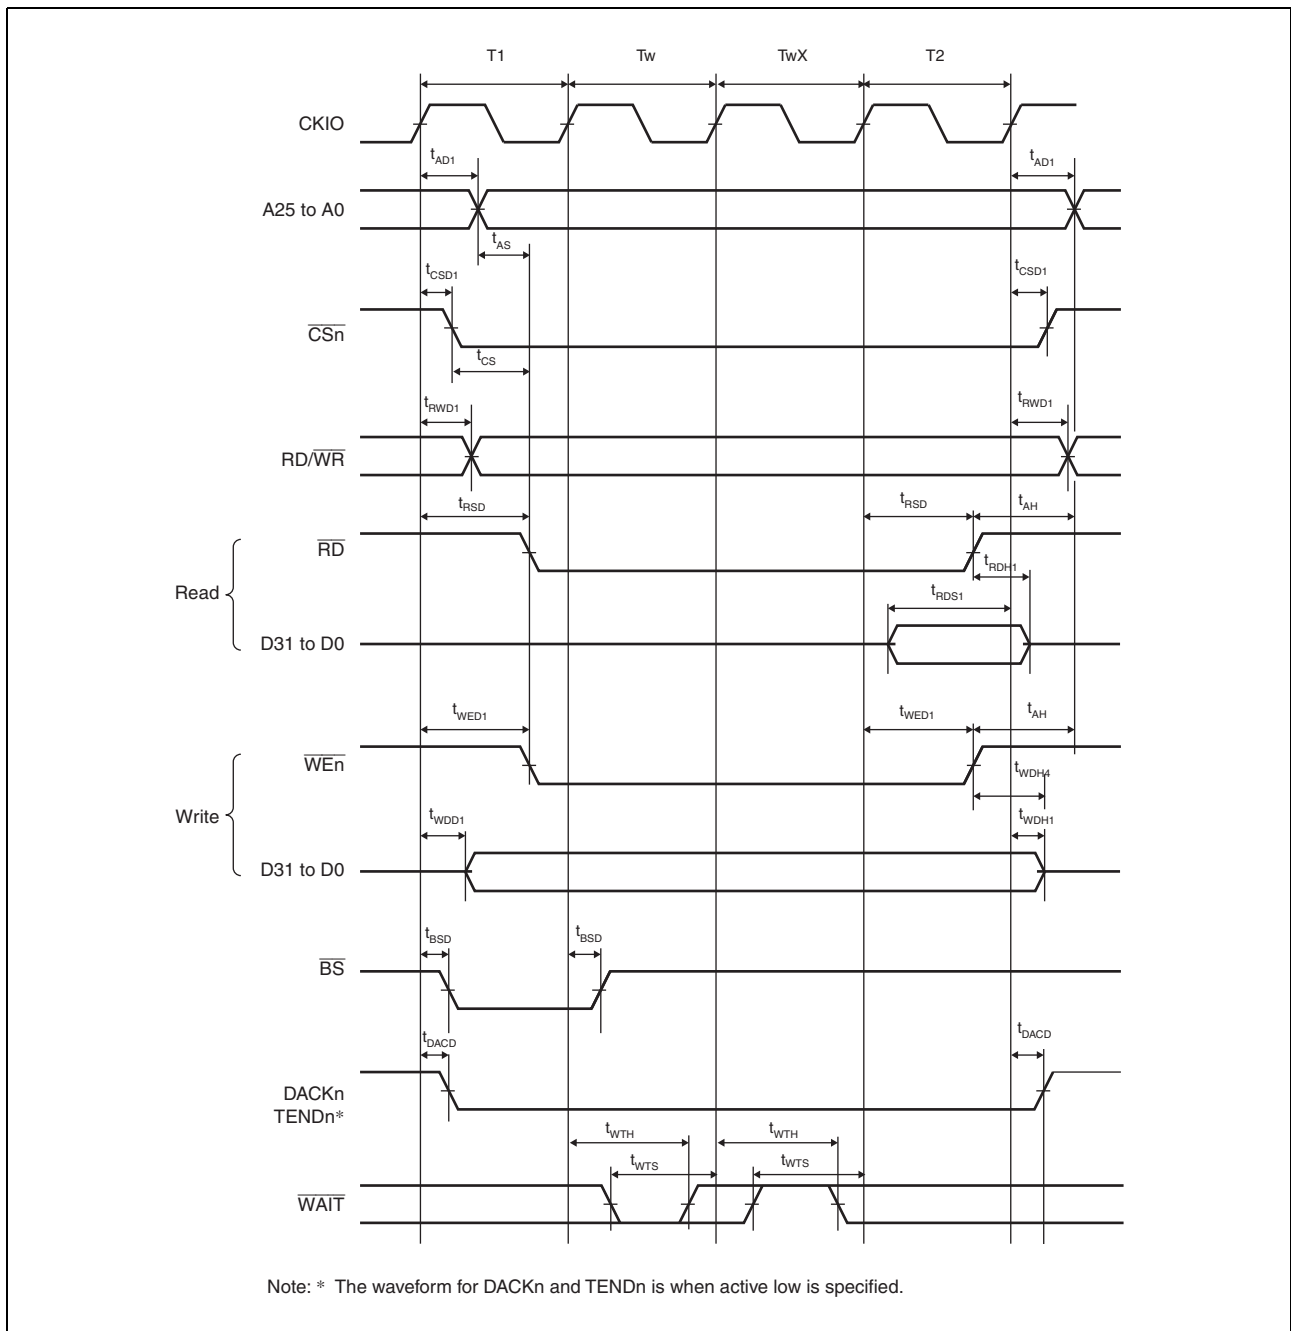 T1 Tw TwX T2
CKIO
tAD1 tAD1
A25 to A0
tAS
tCSD1 tCSD1
CSn
tCS
tRWD1 tRWD1
RD/WR
tRSD tRSD tAH
RD
tRDH1
Read
tRDS1
D31 to D0
tWED1 tWED1 tAH
WEn
tWDH4
Write
tWDD1 tWDH1
D31 to D0
tBSD tBSD
BS
tDACD tDACD
DACKn
TENDn*
tWTH tWTH
tWTS tWTS
WAIT
Note: * The waveform for DACKn and TENDn is when active low is specified.